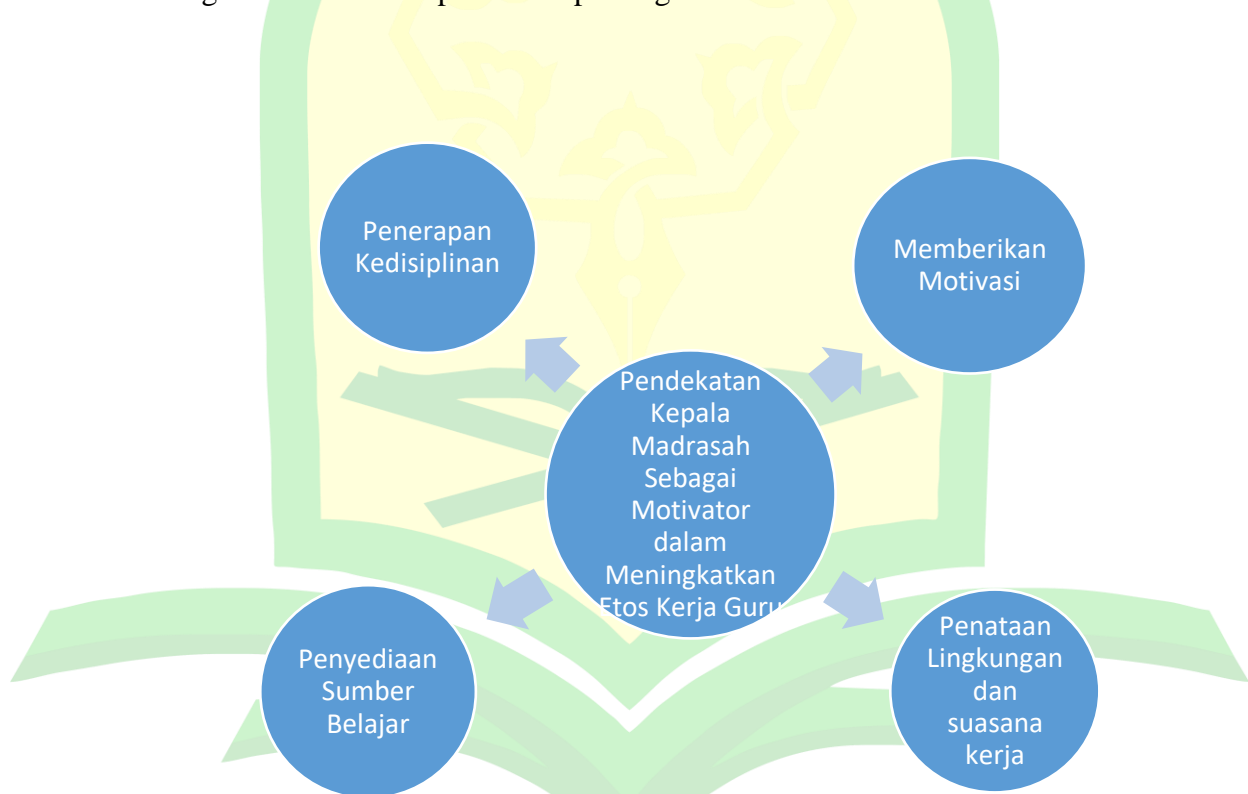 Penerapan
Kedisiplinan
Memberikan
Motivasi
Pendekatan
Kepala
Madrasah
Sebagai
Motivator
dalam
Meningkatkan
Etos Kerja Guru
Penyediaan
Sumber
Belajar
Penataan
Lingkungan
dan
suasana
kerja